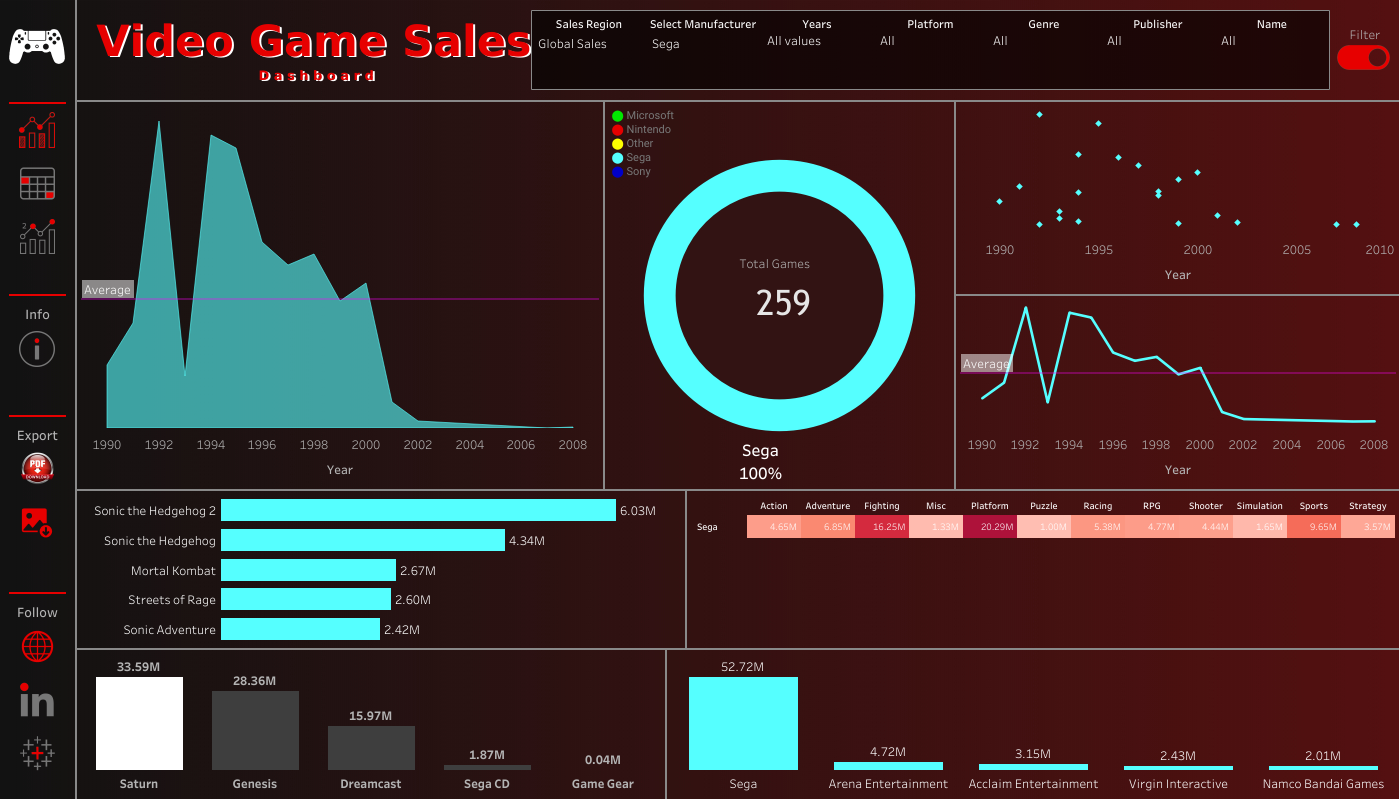 Video Game Sales
Dashboard
Sales Region Select Manufacturer Years Platform Genre Publisher Name
Global Sales Sega All values All All All All
Filter
Info
Export
PDF
DOWNLOAD
Follow
in
2
Average
1990 1992 1994 1996 1998 2000 2002 2004 2006 2008
Year
Microsoft
Nintendo
Other
Sega
Sony
Total Games
259
Sega
100%
1990 1995 2000 2005 2010
Year
Average
1990 1992 1994 1996 1998 2000 2002 2004 2006 2008
Year
Sonic the Hedgehog 2 6.03M
Sonic the Hedgehog 4.34M
Mortal Kombat 2.67M
Streets of Rage 2.60M
Sonic Adventure 2.42M
Action Adventure Fighting Misc Platform Puzzle Racing RPG Shooter Simulation Sports Strategy
Sega 4.65M 6.85M 16.25M 1.33M 20.29M 1.00M 5.38M 4.77M 4.44M 1.65M 9.65M 3.57M
33.59M 28.36M 15.97M 1.87M 0.04M
Saturn Genesis Dreamcast Sega CD Game Gear
52.72M 4.72M 3.15M 2.43M 2.01M
Sega Arena Entertainment Acclaim Entertainment Virgin Interactive Namco Bandai Games